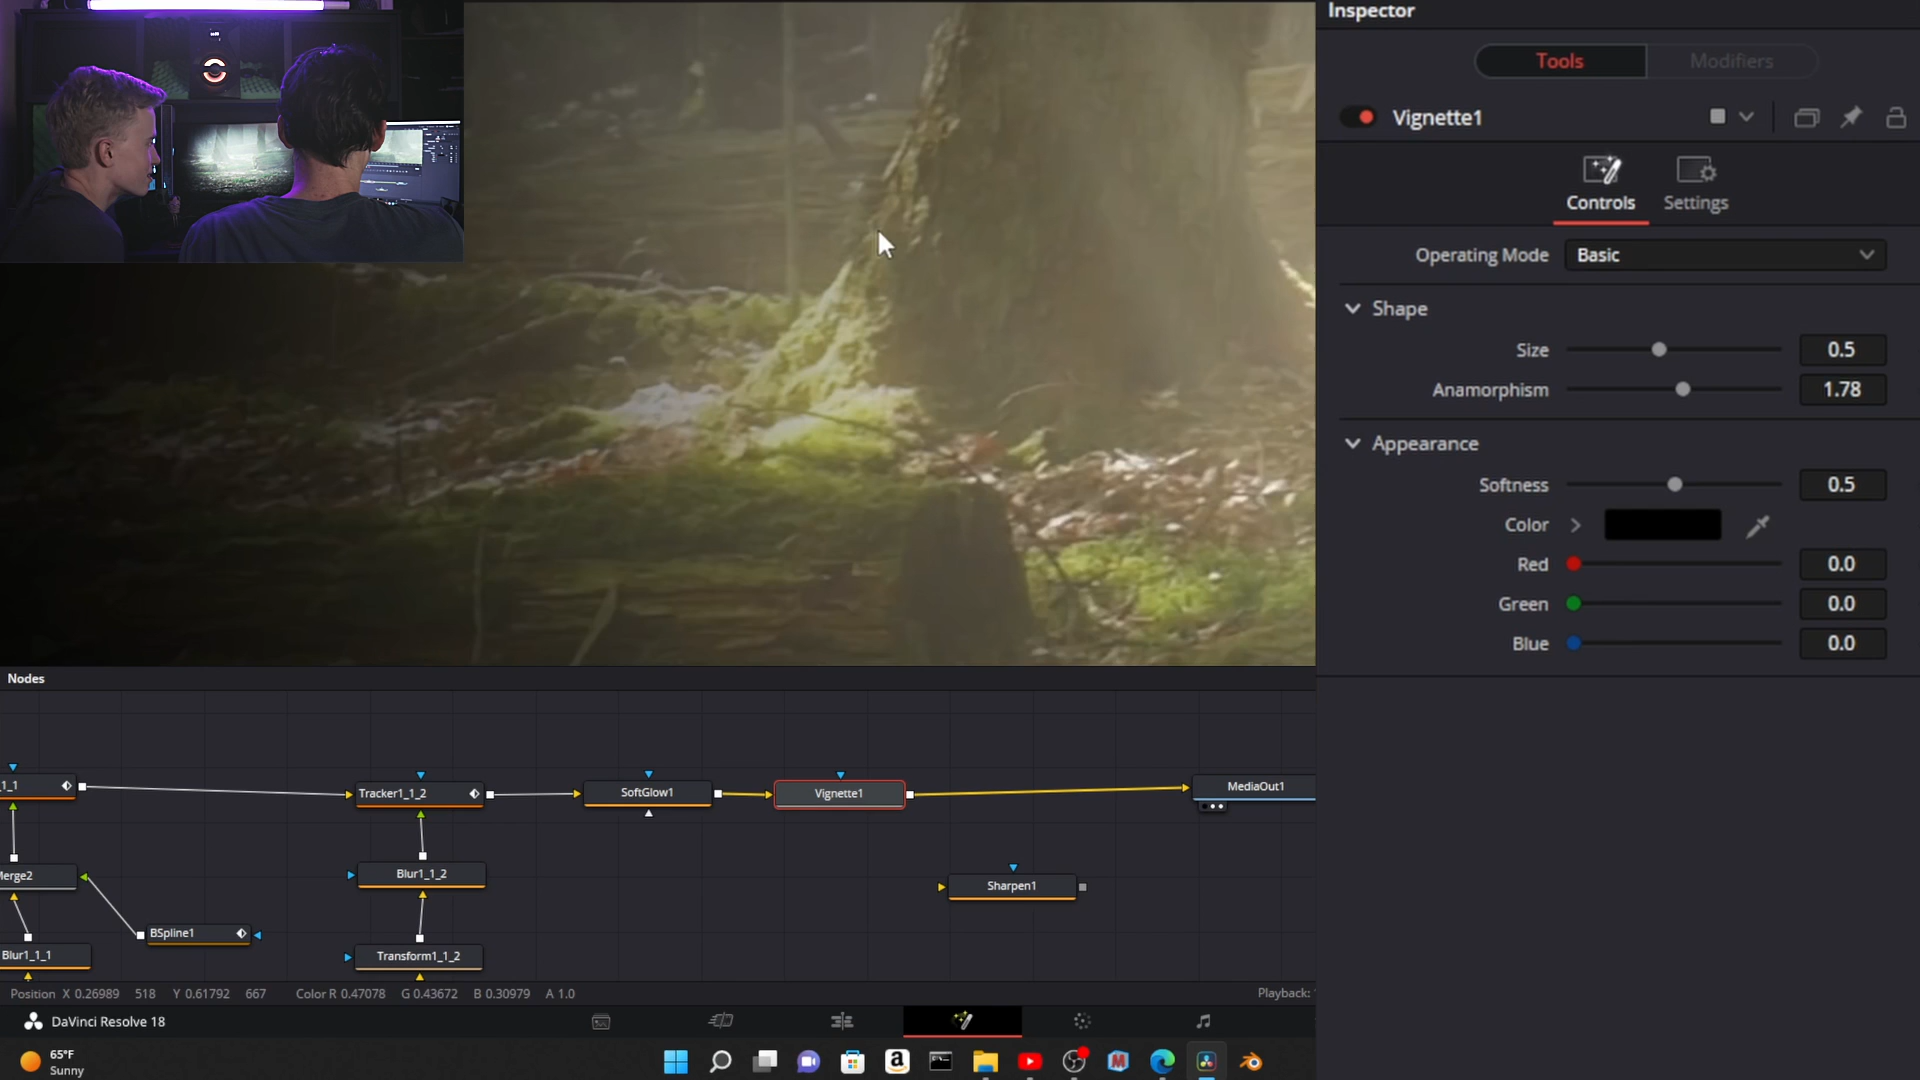 Inspector
Tools
Modifiers
Vignette1
Controls
Settings
Operating Mode
Basic
Shape
Size
0.5
Anamorphism
1.78
Appearance
Softness
0.5
Color
Red
0.0
Green
0.0
Blue
0.0
Nodes
_1_1
Tracker1_1_2
SoftGlow1
Vignette1
MediaOut1
Merge2
Blur1_1_2
Sharpen1
BSpline1
Blur1_1_1
Transform1_1_2
Position X 0.26989 518 Y 0.61792 667 Color R 0.47078 G 0.43672 B 0.30979 A 1.0
Playback:
DaVinci Resolve 18
65°F
Sunny